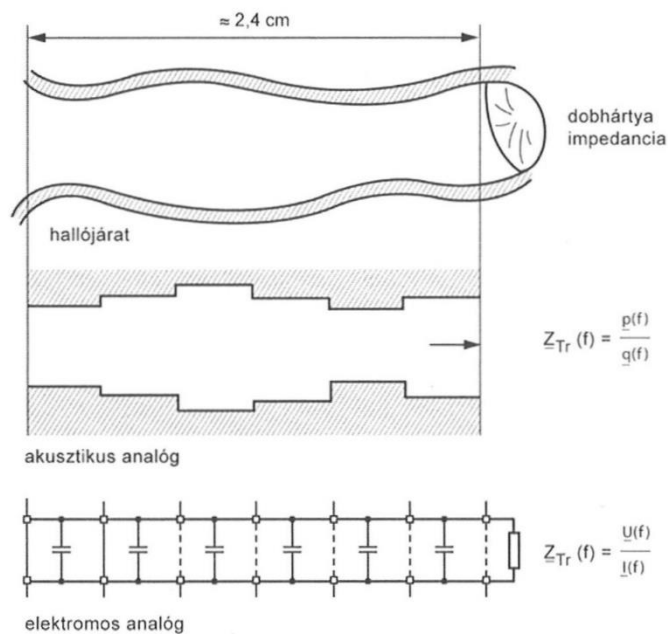 ≈ 2,4 cm
dobhártya
impedancia
hallójárat
Z_Tr (f) = p(f) / q(f)
akusztikus analóg
Z_Tr (f) = U(f) / I(f)
elektromos analóg